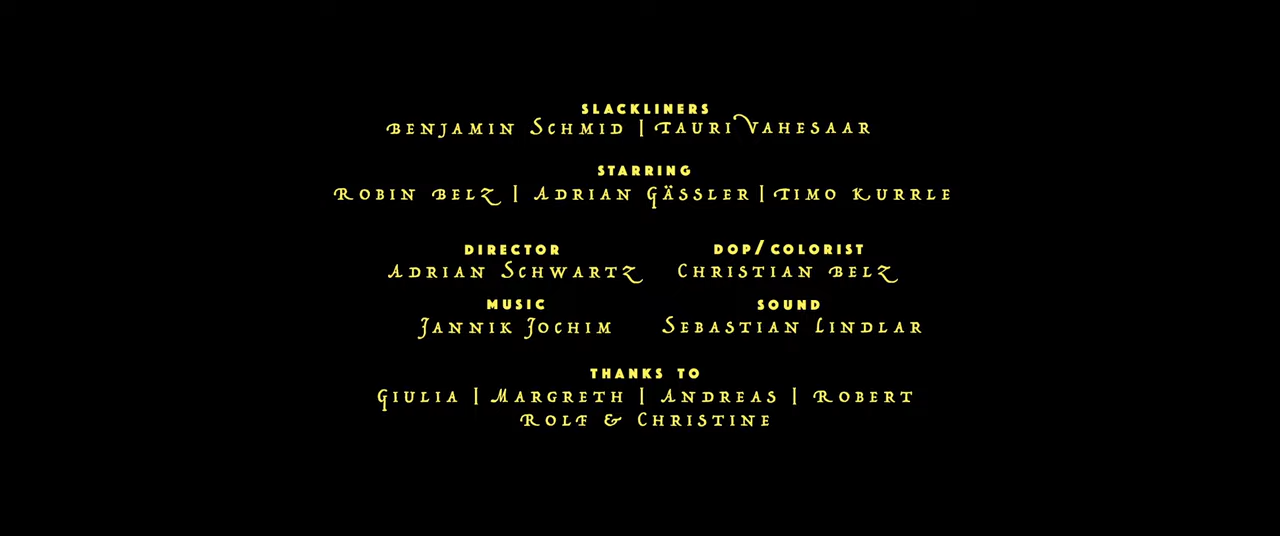 SLACKLINERS
BENJAMIN SCHMID | TAURI VAHESAAR
STARRING
ROBIN BELZ | ADRIAN GÄSSLER | TIMO KURRLE
DIRECTOR
ADRIAN SCHWARTZ
DOP/COLORIST
CHRISTIAN BELZ
MUSIC
JANNIK JOCHIM
SOUND
SEBASTIAN LINDLAR
THANKS TO
GIULIA | MARGRETH | ANDREAS | ROBERT
ROLF & CHRISTINE